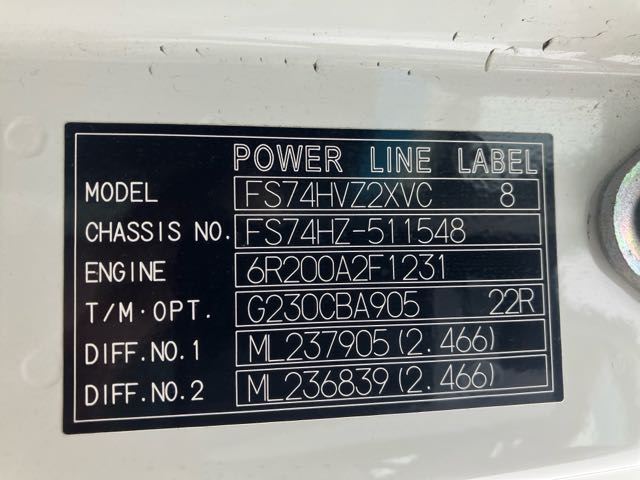 POWER LINE LABEL
MODEL FS74HVZ2XVC 8
CHASSIS NO. FS74HZ-511548
ENGINE 6R200A2F1231
T/M·OPT. G230CBA905 22R
DIFF.NO.1 ML237905(2.466)
DIFF.NO.2 ML236839(2.466)